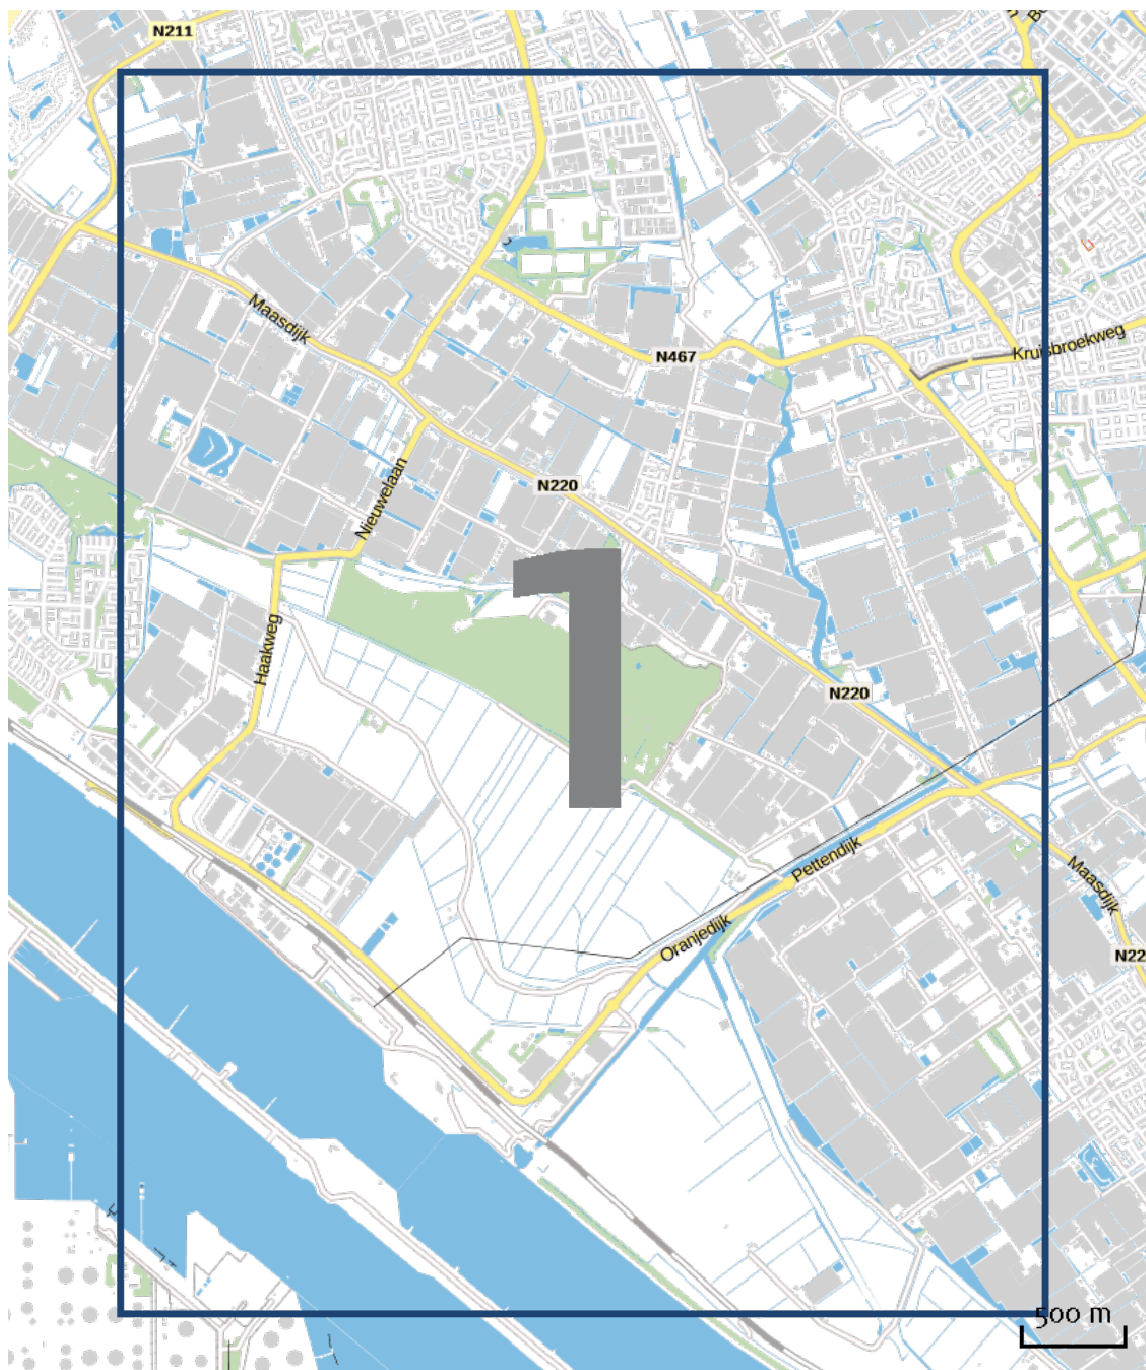 N211
Maasdijk
N467
Kruisbroekweg
Nieuwelaan
N220
1
Haakweg
N220
Pettendijk
Maasdijk
Oranjedijk
N22
500 m